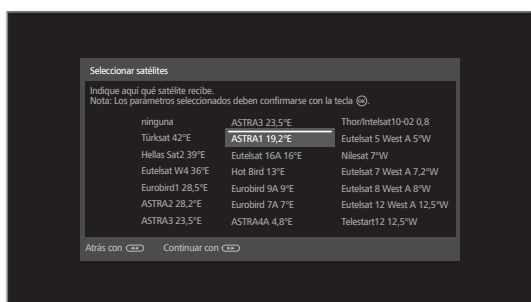 Seleccionar satélites
Indique aquí qué satélite recibe.
Nota: Los parámetros seleccionados deben confirmarse con la tecla OK.
ninguna ASTRA3 23,5°E Thor/Intelsat10-02 0,8
Türksat 42°E ASTRA1 19,2°E Eutelsat 5 West A 5°W
Hellas Sat2 39°E Eutelsat 16A 16°E Nilesat 7°W
Eutelsat W4 36°E Hot Bird 13°E Eutelsat 7 West A 7,2°W
Eurobird1 28,5°E Eurobird 9A 9°E Eutelsat 8 West A 8°W
ASTRA2 28,2°E Eurobird 7A 7°E Eutelsat 12 West A 12,5°W
ASTRA3 23,5°E ASTRA4A 4,8°E Telestart12 12,5°W
Atrás con Continuar con